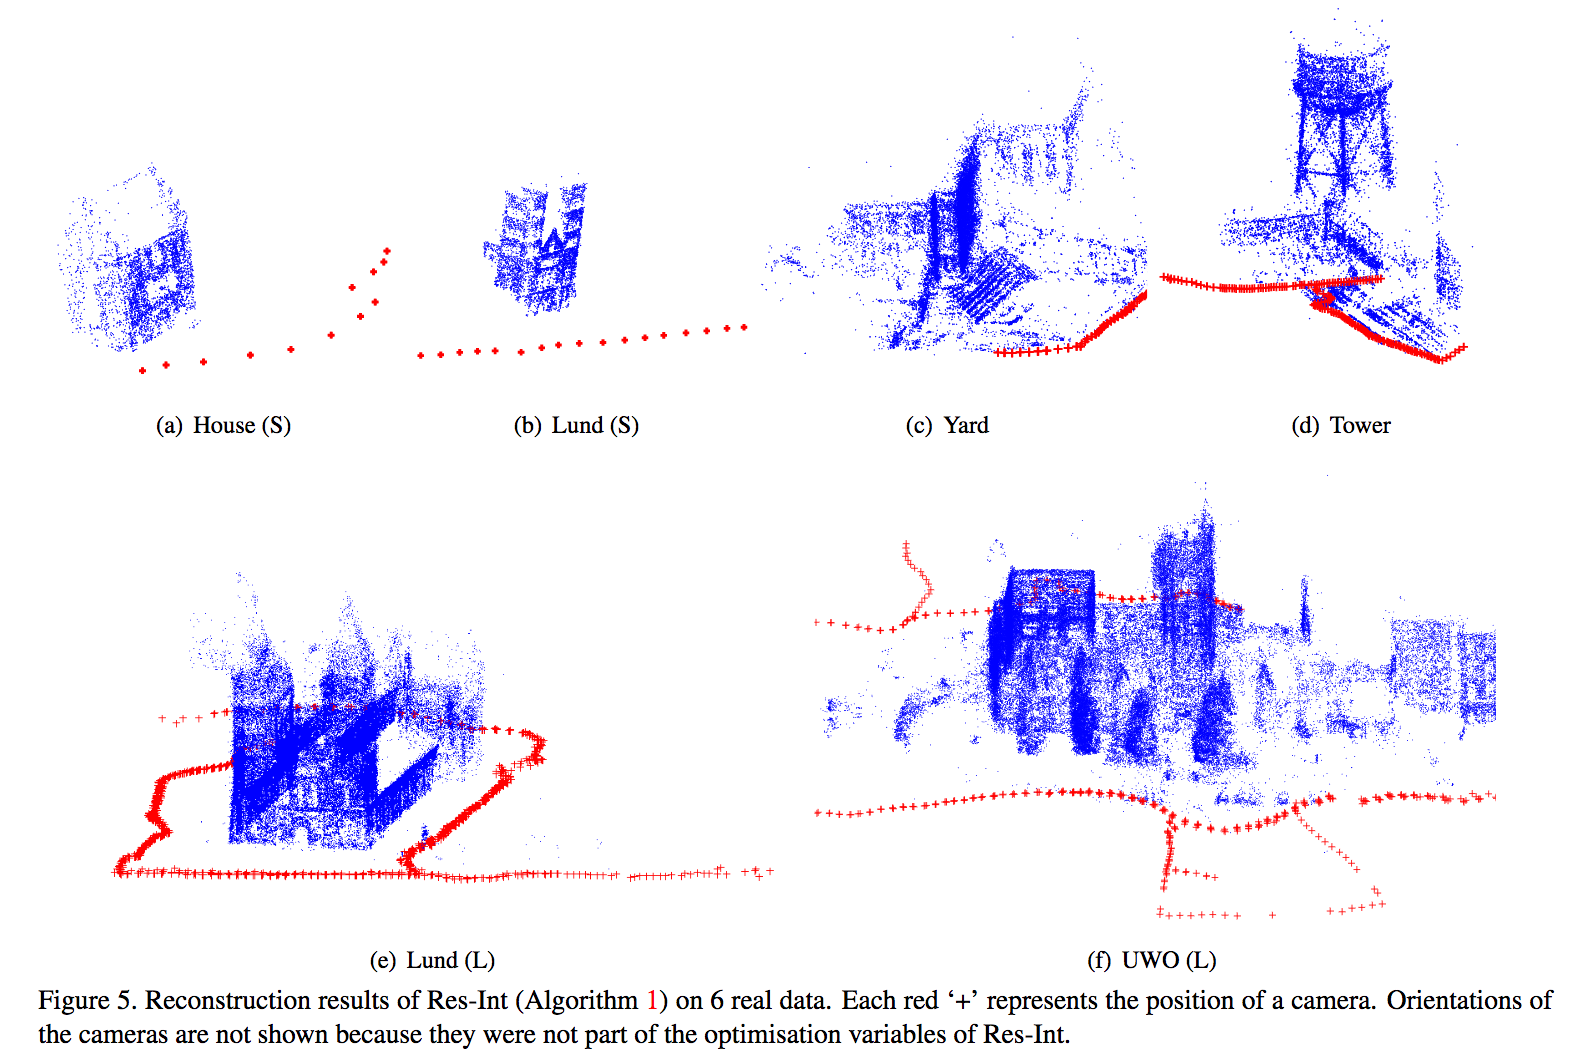 (a) House (S)
(b) Lund (S)
(c) Yard
(d) Tower
(e) Lund (L)
(f) UWO (L)
Figure 5. Reconstruction results of Res-Int (Algorithm 1) on 6 real data. Each red ‘+’ represents the position of a camera. Orientations of
the cameras are not shown because they were not part of the optimisation variables of Res-Int.